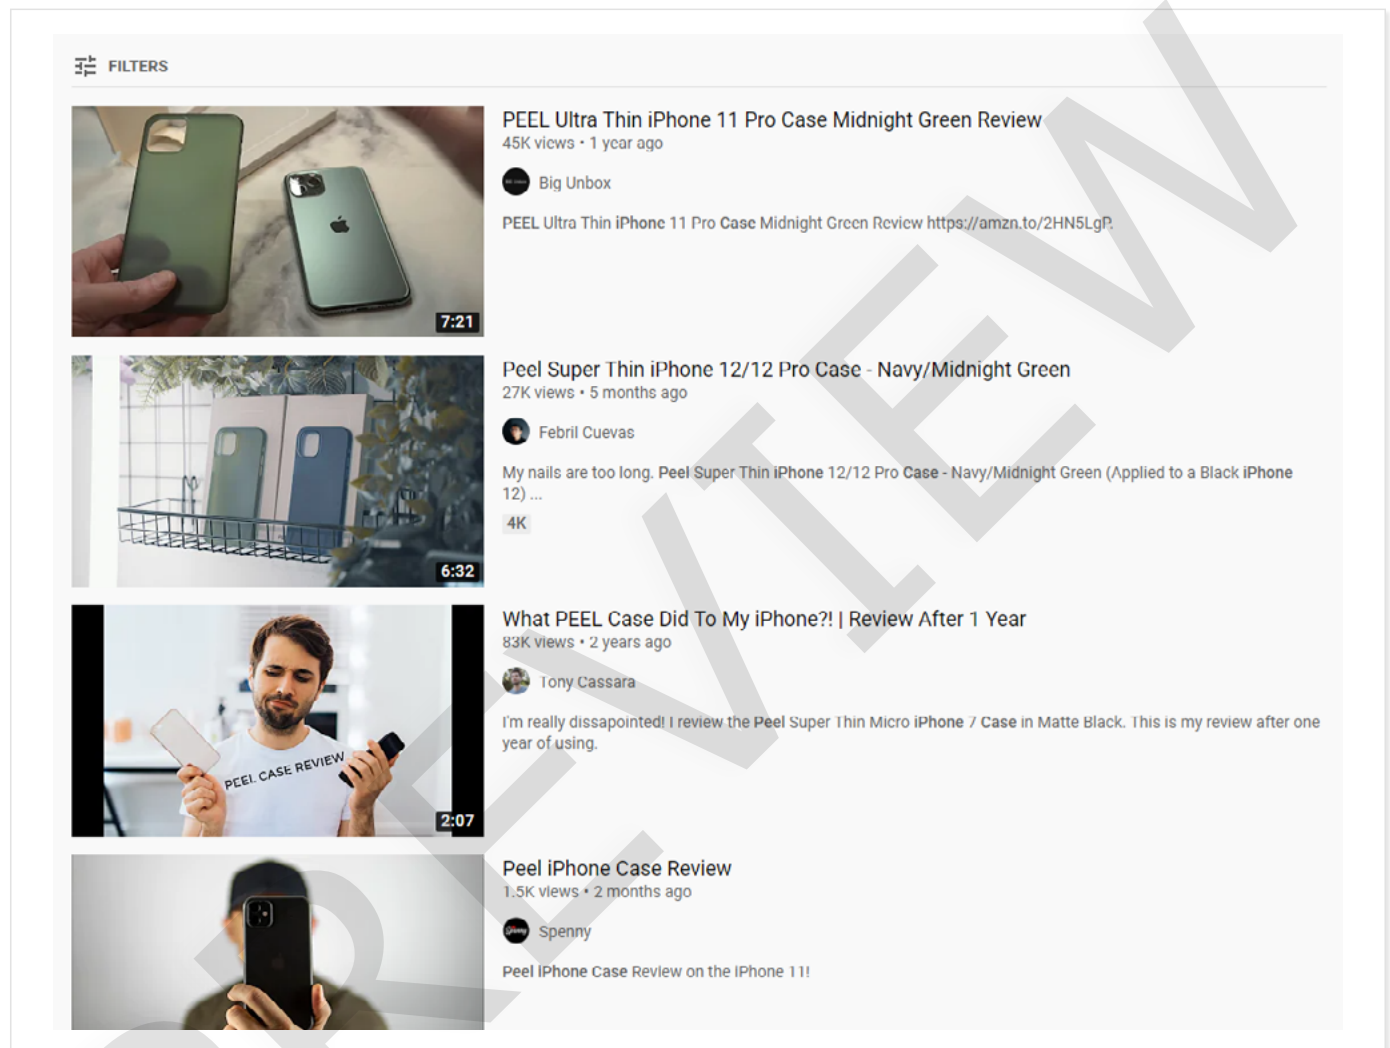 FILTERS
PEEL Ultra Thin iPhone 11 Pro Case Midnight Green Review
45K views • 1 year ago
Big Unbox
PEEL Ultra Thin iPhone 11 Pro Case Midnight Green Review https://amzn.to/2HN5LgP.
7:21
Peel Super Thin iPhone 12/12 Pro Case - Navy/Midnight Green
27K views • 5 months ago
Febril Cuevas
My nails are too long. Peel Super Thin iPhone 12/12 Pro Case - Navy/Midnight Green (Applied to a Black iPhone
12) ...
4K
6:32
What PEEL Case Did To My iPhone?! | Review After 1 Year
83K views • 2 years ago
Tony Cassara
I'm really dissapointed! I review the Peel Super Thin Micro iPhone 7 Case in Matte Black. This is my review after one
year of using.
PEEL CASE REVIEW
2:07
Peel iPhone Case Review
1.5K views • 2 months ago
Spenny
Peel iPhone Case Review on the iPhone 11!
PREVIEW